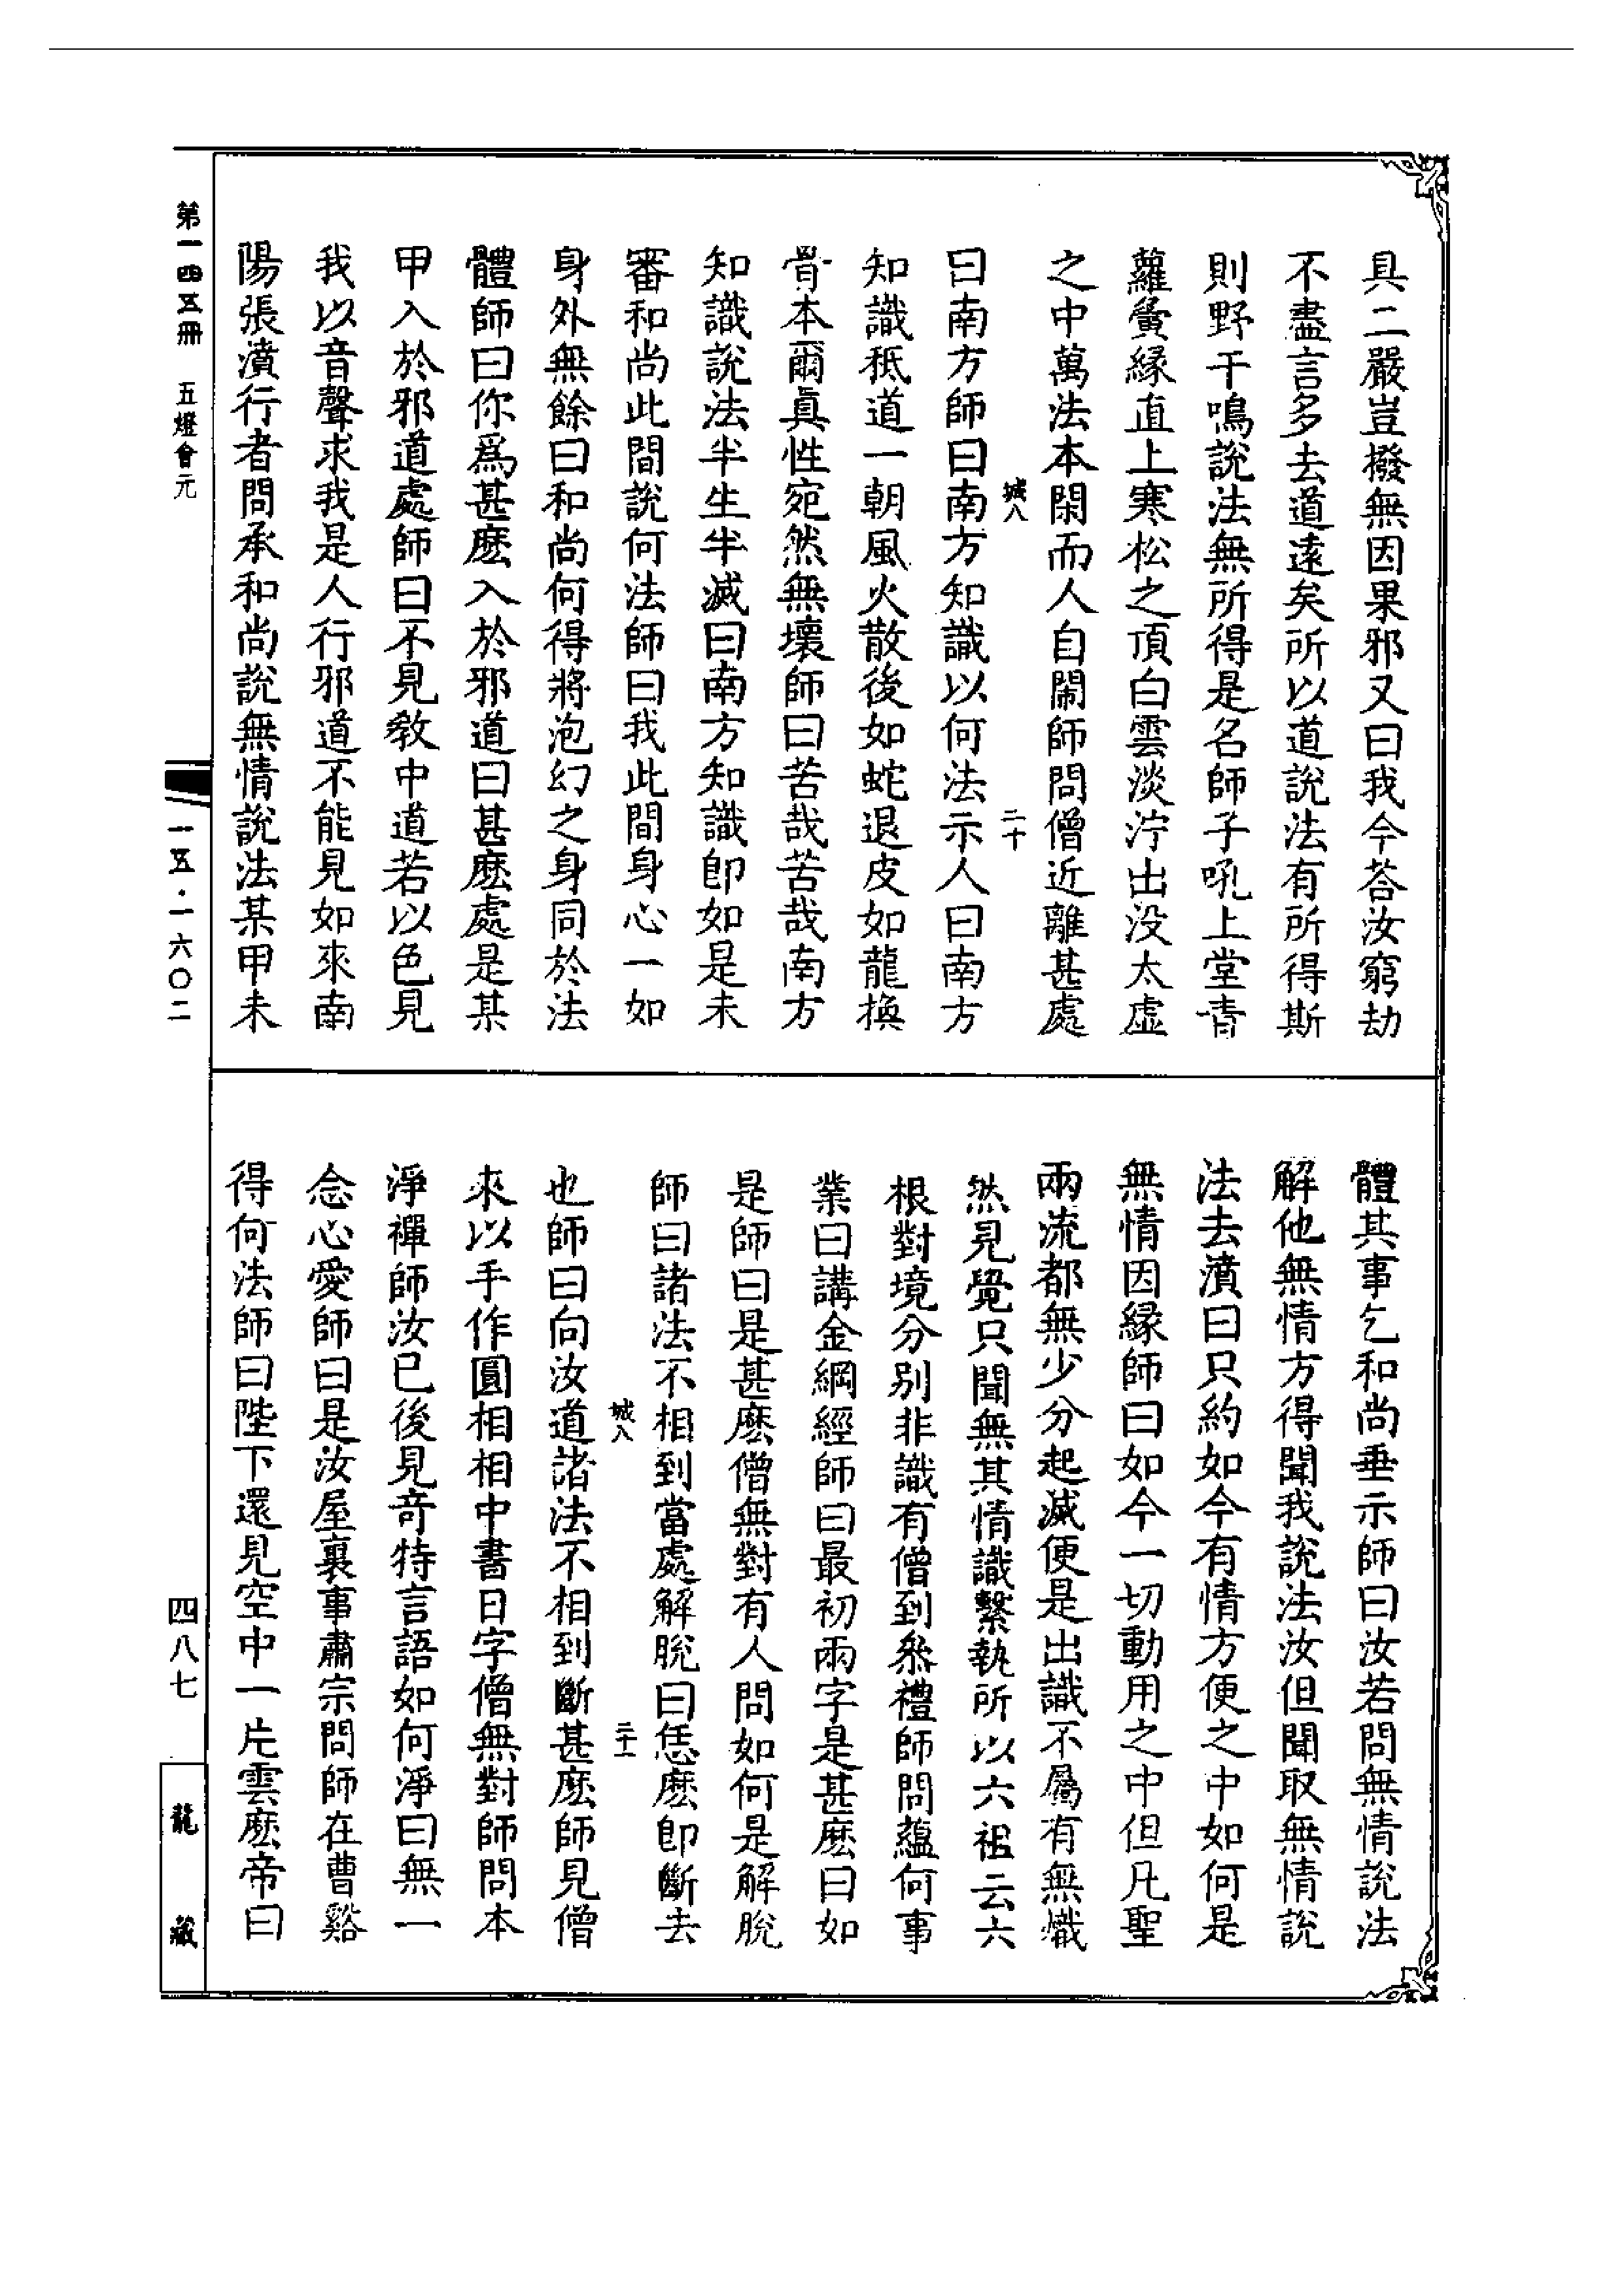 具二嚴豈撥無因果邪又曰我今荅汝窮劫
不盡言多去道遠矣所以道說法有所得斯
則野干鳴說法無所得是名師子吼上堂青
蘿夤緣直上寒松之頂白雲淡泞出没太虛
之中萬法本閑而人自鬧師問僧近離甚處
城八
二十
曰南方師曰南方知識以何法示人曰南方
知識秖道一朝風火散後如蛇退皮如龍換
骨本爾眞性宛然無壞師曰苦哉苦哉南方
知識說法半生半滅曰南方知識卽如是未
審和尚此間說何法師曰我此間身心一如
身外無餘曰和尚何得將泡幻之身同於法
體師曰你爲甚麽入於邪道曰甚麽處是某
甲入於邪道處師曰不見敎中道若以色見
我以音聲求我是人行邪道不能見如來南
陽張濆行者問承和尚說無情說法某甲未
體其事乞和尚垂示師曰汝若問無情說法
解他無情方得聞我說法汝但聞取無情說
法去濆曰只約如今有情方便之中如何是
無情因緣師曰如今一切動用之中但凡聖
兩流都無少分起滅便是出識不屬有無熾
然見覺只聞無其情識繫執所以六祖云六
根對境分別非識有僧到叅禮師問蘊何事
業曰講金綱經師曰最初兩字是甚麽曰如
是師曰是甚麽僧無對有人問如何是解脫
師曰諸法不相到當處解脫曰恁麽卽斷去
城八
二十一
也師曰向汝道諸法不相到斷甚麽師見僧
來以手作圓相相中書日字僧無對師問本
淨禪師汝已後見奇特言語如何淨曰無一
念心愛師曰是汝屋裏事肅宗問師在曹谿
得何法師曰陛下還見空中一片雲麽帝曰
第一四五冊　五燈會元
一五·一六〇二
四八七
龍藏